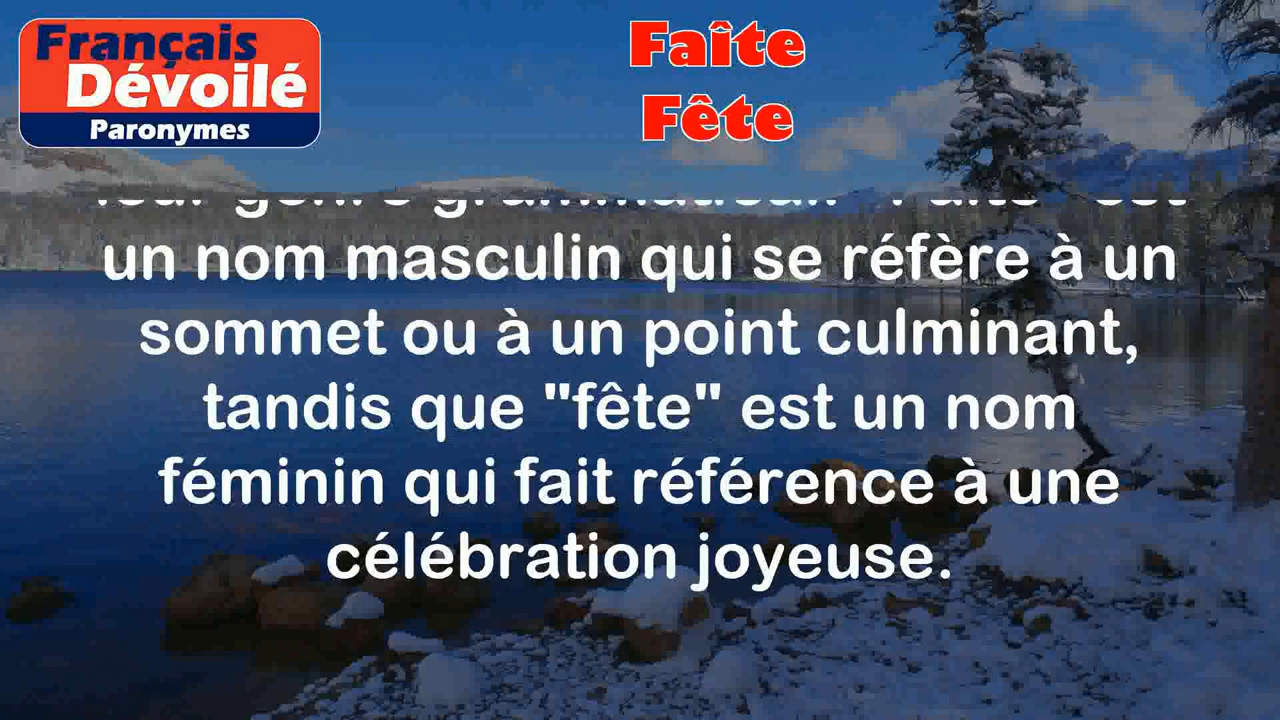 Français
Dévoilé
Paronymes
Faîte
Fête
un nom masculin qui se réfère à un
sommet ou à un point culminant,
tandis que "fête" est un nom
féminin qui fait référence à une
célébration joyeuse.